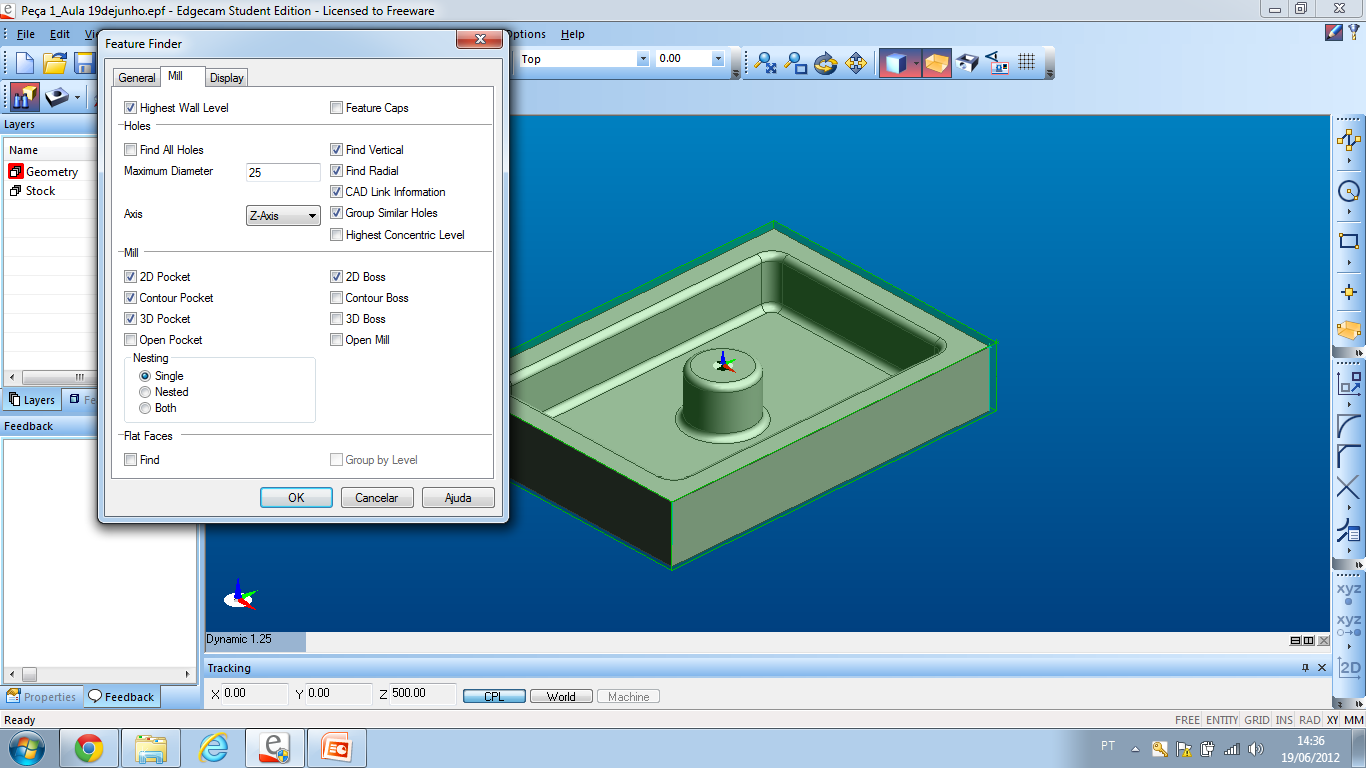 Peça 1_Aula 19dejunho.epf - Edgecam Student Edition - Licensed to Freeware
File Edit
ptions Help
Top 0.00
Feature Finder
General Mill Display
Highest Wall Level Feature Caps
Holes
Find All Holes Find Vertical
Maximum Diameter 25 Find Radial
CAD Link Information
Axis Z-Axis Group Similar Holes
Highest Concentric Level
Mill
2D Pocket 2D Boss
Contour Pocket Contour Boss
3D Pocket 3D Boss
Open Pocket Open Mill
Nesting
Single
Nested
Both
Flat Faces
Find Group by Level
OK Cancelar Ajuda
Layers
Name
Geometry
Stock
Layers Fe
Feedback
Properties Feedback
xyz
xyz
2D
Dynamic 1.25
Tracking
X 0.00 Y 0.00 Z 500.00 CPL World Machine
Ready FREE ENTITY GRID INS RAD XY MM
PT 14:36
19/06/2012